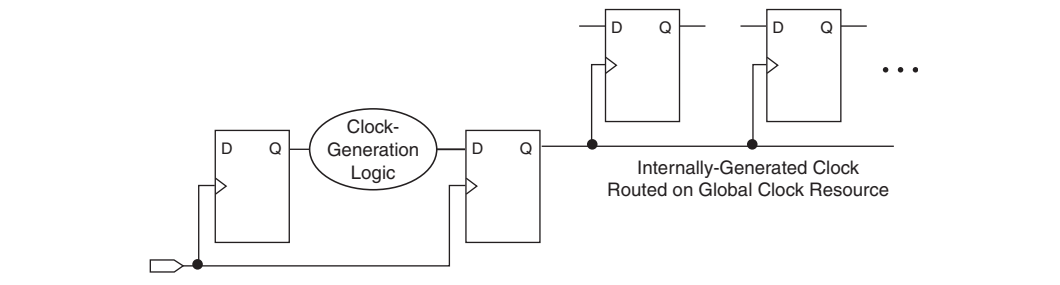 D Q
D Q
Clock-
Generation
Logic
D Q
D Q
Internally-Generated Clock
Routed on Global Clock Resource